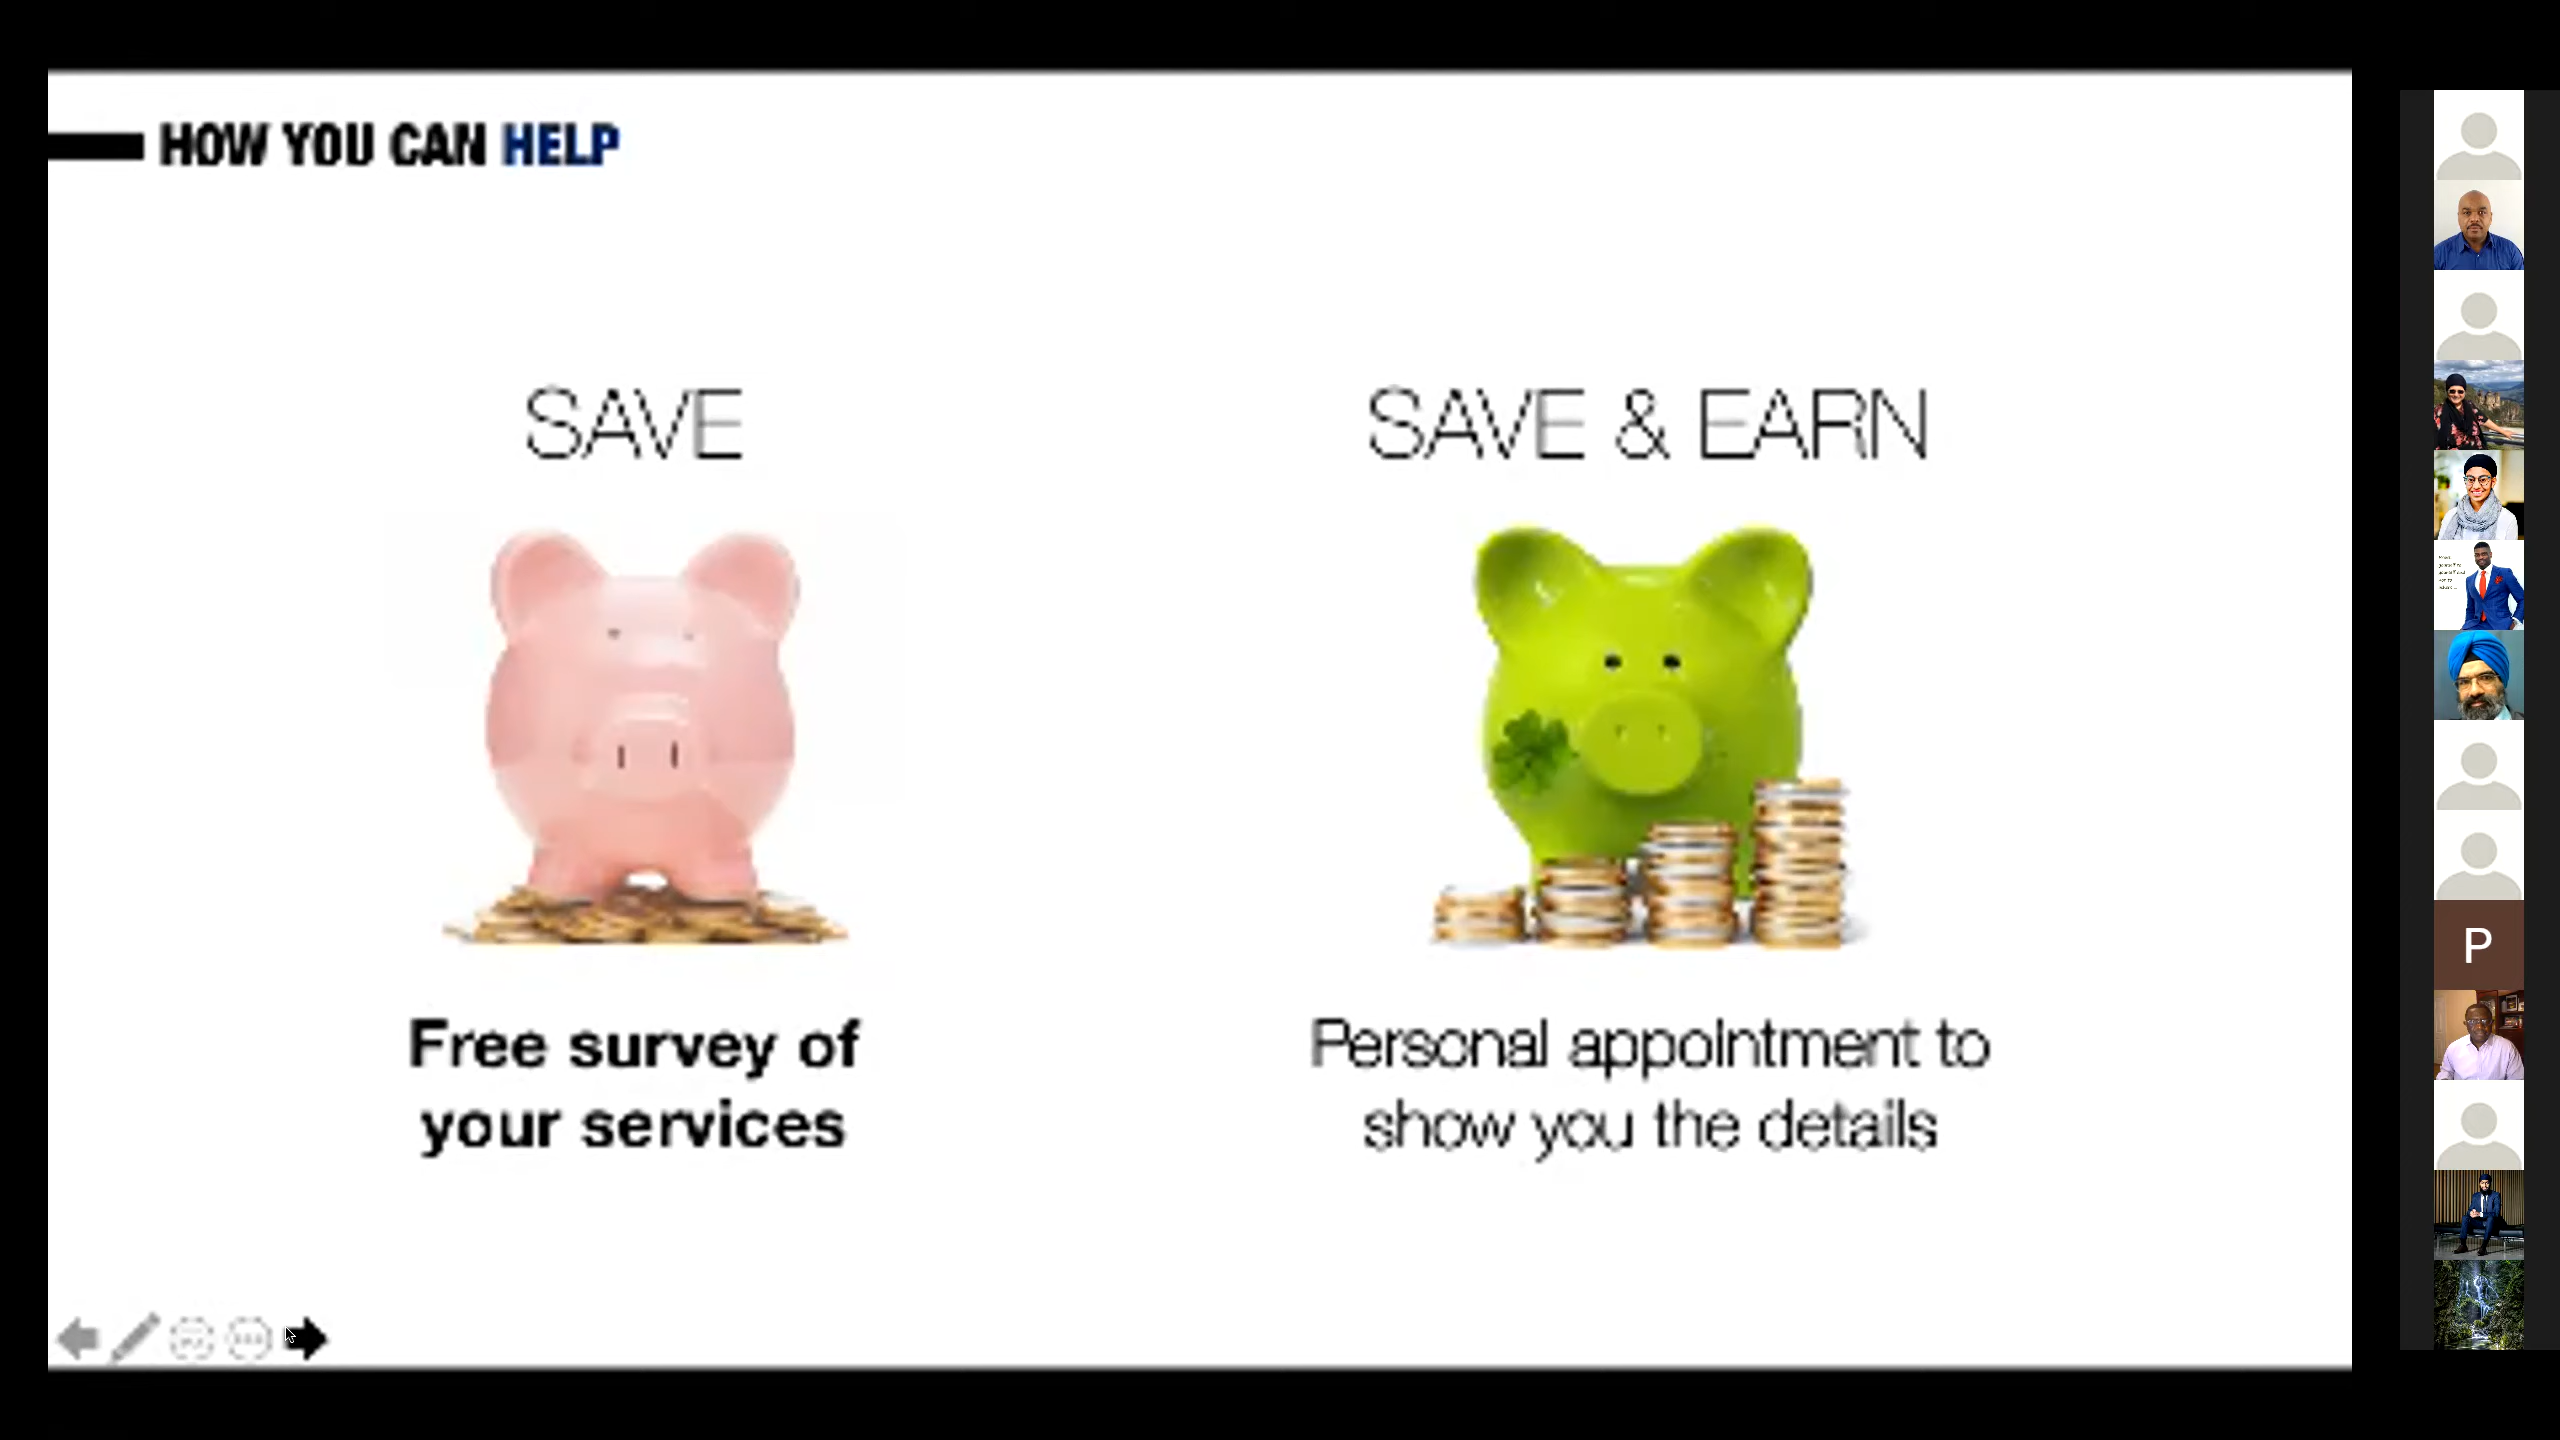 HOW YOU CAN HELP
SAVE
SAVE & EARN
Free survey of
your services
Personal appointment to
show you the details
P